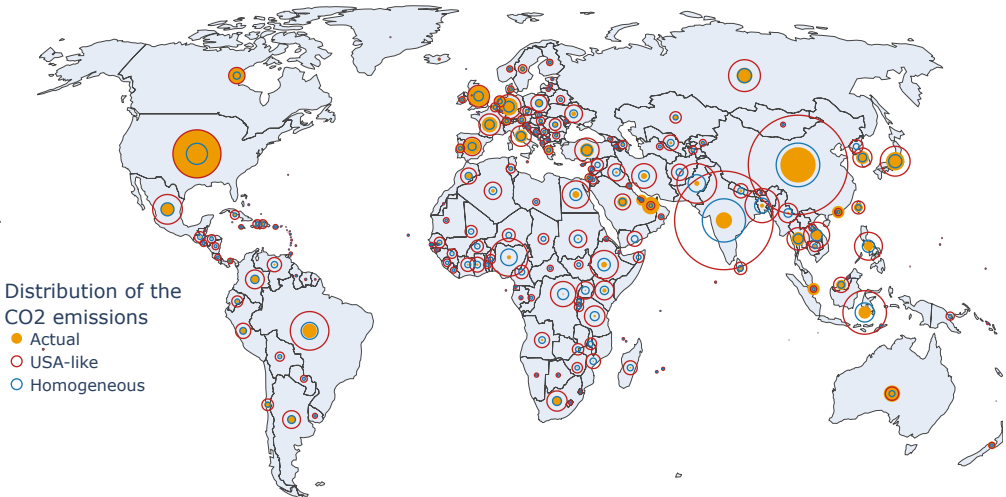 Distribution of the
CO2 emissions
Actual
USA-like
Homogeneous